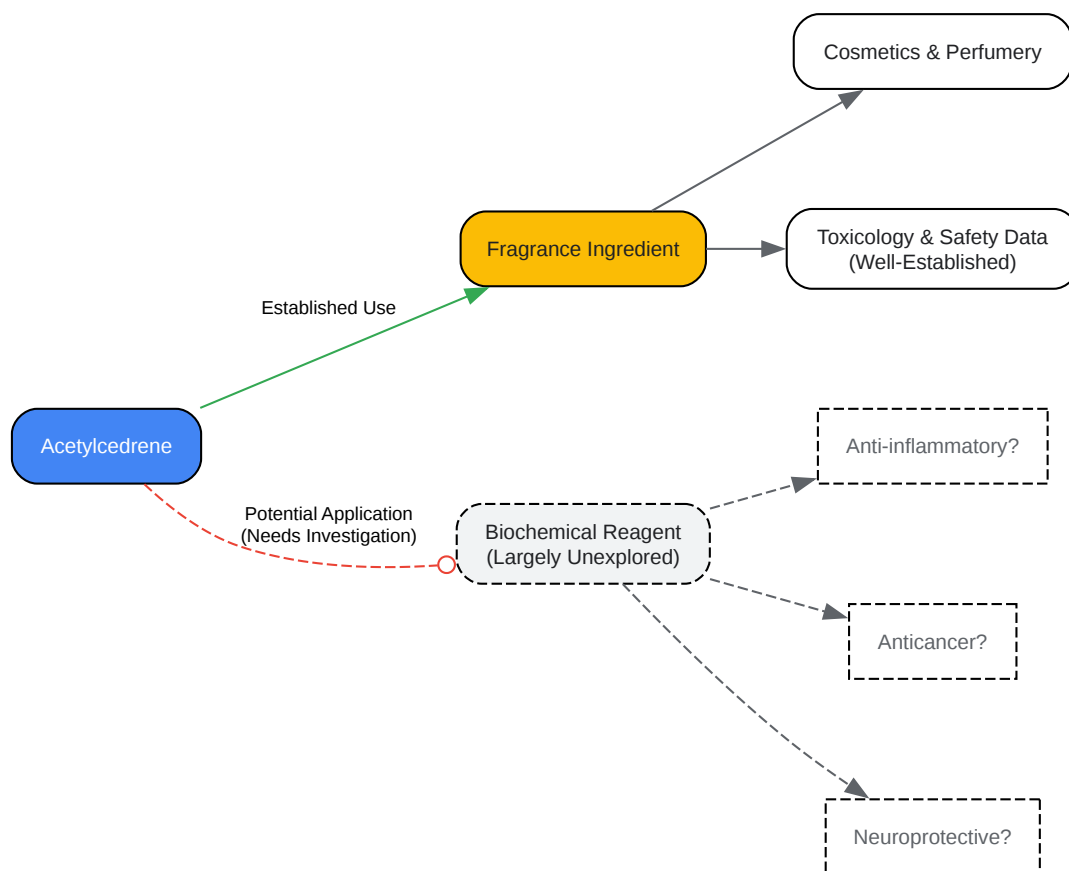 Cosmetics & Perfumery
Toxicology & Safety Data
(Well-Established)
Fragrance Ingredient
Established Use
Acetylcedrene
Potential Application
(Needs Investigation)
Biochemical Reagent
(Largely Unexplored)
Anti-inflammatory?
Anticancer?
Neuroprotective?